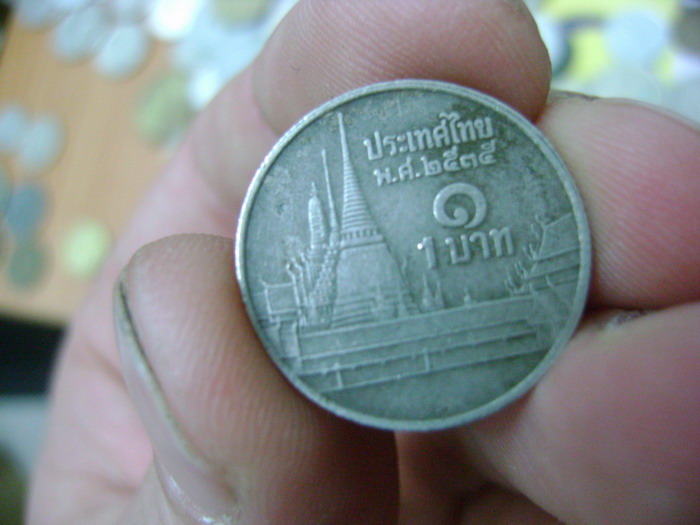 ประเทศไทย
พ.ศ.๒๕๓๕
๑
1 บาท